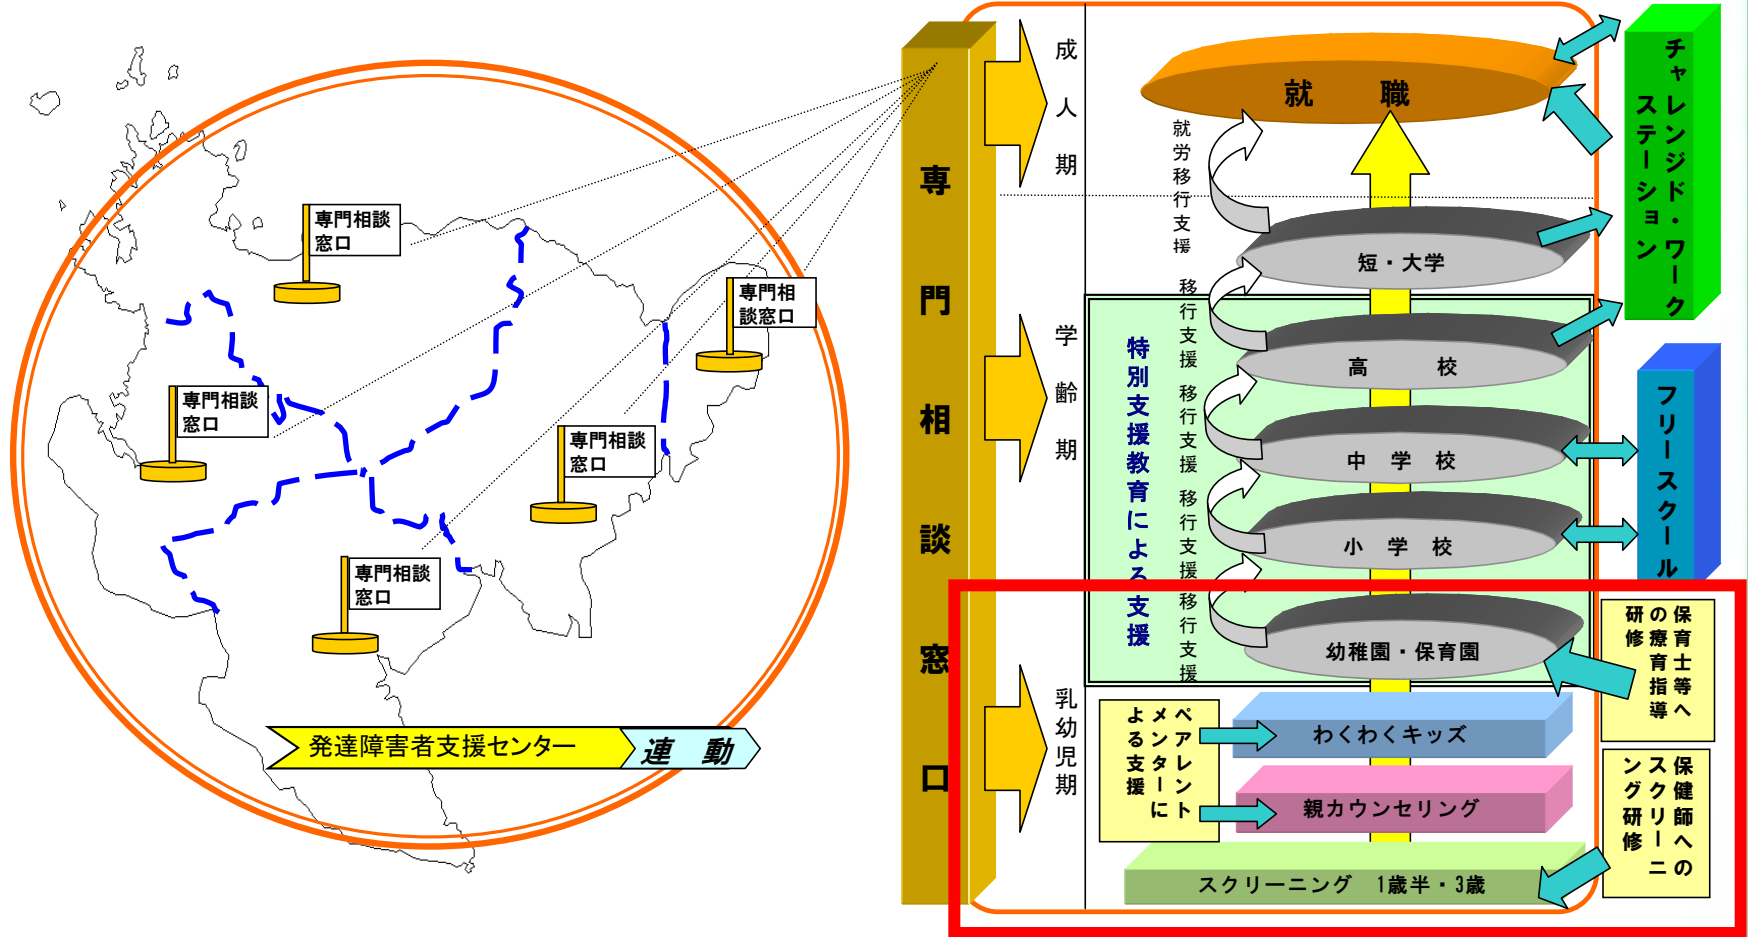 専門相談
窓口
専門相
談窓口
専門相談
窓口
専門相談
窓口
専門相談
窓口
発達障害者支援センター
連 動
専門相談窓口
成人期
学齢期
乳幼児期
就 職
就労移行支援
短・大学
移行支援
高 校
移行支援
中 学 校
移行支援
小 学 校
移行支援
幼稚園・保育園
特別支援教育による支援
チャレンジド・ワーク
ステーション
フリースクール
保育士等へ
の療育指導
研修
ペアレント
メンターに
よる支援
わくわくキッズ
親カウンセリング
保健師への
スクリーニ
ング研修
スクリーニング 1歳半・3歳